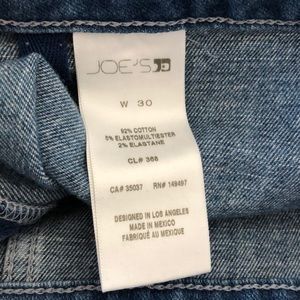 JOE'S
W 30
92% COTTON
6% ELASTOMULTIESTER
2% ELASTANE
CL# 368
CA# 35037 RN# 149497
DESIGNED IN LOS ANGELES
MADE IN MEXICO
FABRIQUÉ AU MEXIQUE